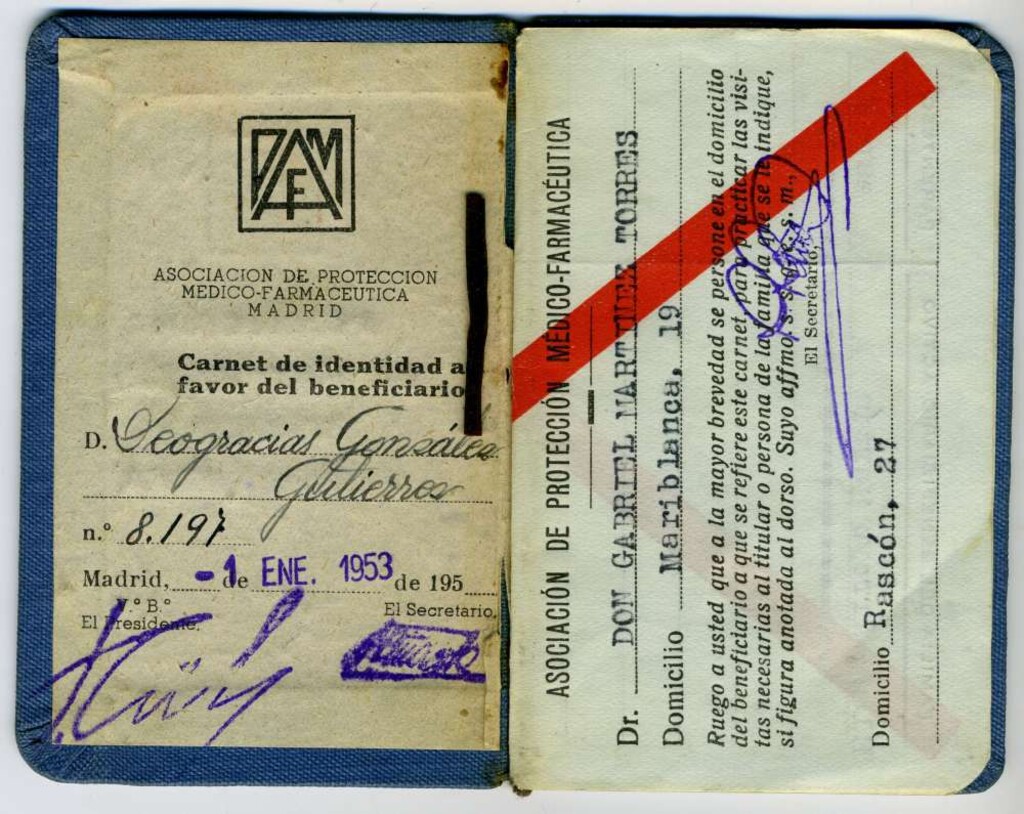 PAMF
ASOCIACION DE PROTECCION
MEDICO-FARMACEUTICA
MADRID
Carnet de identidad a
favor del beneficiario
D. Deogracias González
Gutierrez
n.º 8.197
Madrid, - 1 de ENE. 1953 de 195
V.º B.º
El Presidente,
El Secretario,
ASOCIACIÓN DE PROTECCIÓN MÉDICO-FARMACÉUTICA
Dr. DON GABRIEL MARTINEZ TORRES
Domicilio Mariblanca, 19
Ruego a usted que a la mayor brevedad se persone en el domicilio
del beneficiario a que se refiere este carnet, para practicar las visi-
tas necesarias al titular o persona de la familia que se le indique,
si figura anotada al dorso. Suyo affmo. s. s. q. e. s. m.,
El Secretario,
Domicilio Rascón, 27